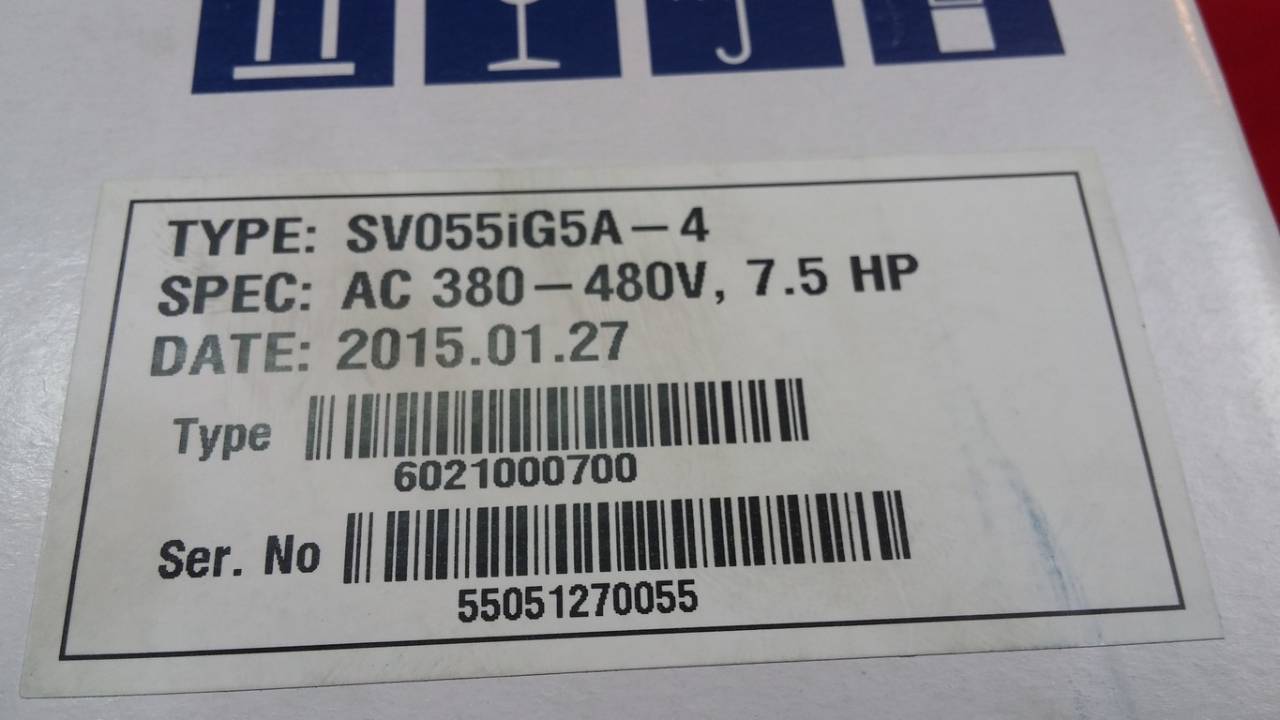 TYPE: SV055iG5A-4
SPEC: AC 380-480V, 7.5 HP
DATE: 2015.01.27
Type
6021000700
Ser. No
55051270055